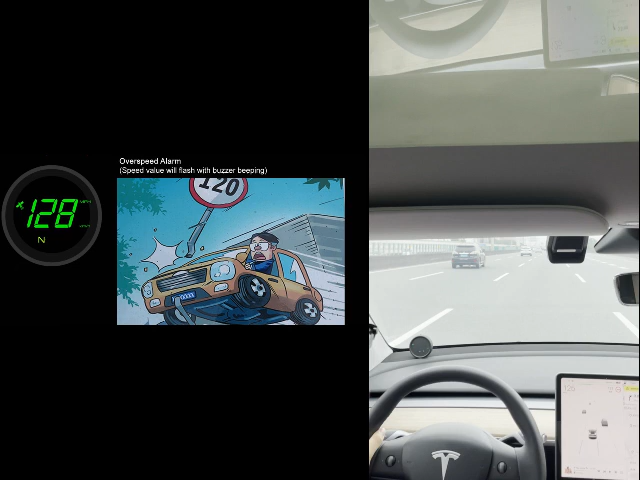 Overspeed Alarm
(Speed value will flash with buzzer beeping)
120
128
N